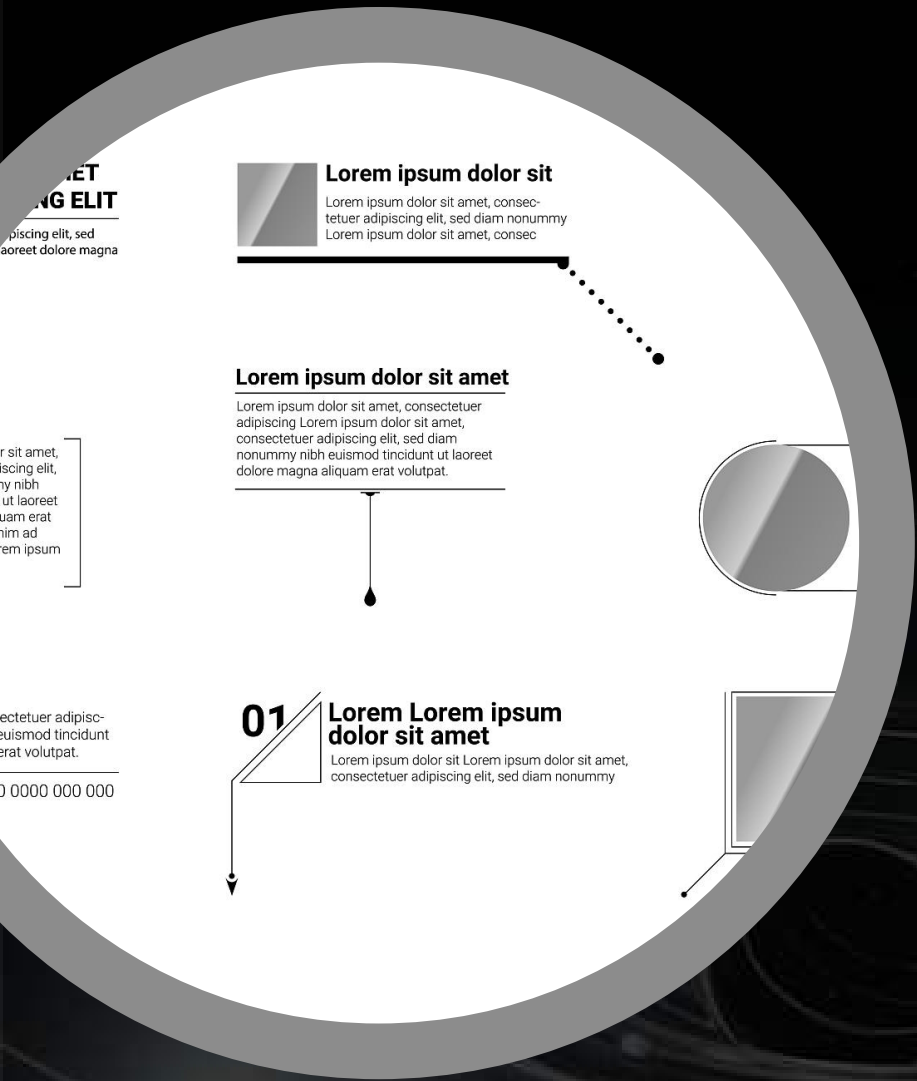 NG ELIT
elit, sed
dolore magna
Lorem ipsum dolor sit
Lorem ipsum dolor sit amet, consec-
tetuer adipiscing elit, sed diam nonummy
Lorem ipsum dolor sit amet, consec
Lorem ipsum dolor sit amet
Lorem ipsum dolor sit amet, consectetuer
adipiscing Lorem ipsum dolor sit amet,
consectetuer adipiscing elit, sed diam
nonummy nibh euismod tincidunt ut laoreet
dolore magna aliquam erat volutpat.
r sit amet,
iscing elit,
ny nibh
ut laoreet
uam erat
nim ad
rem ipsum
ectetuer adipisc-
euismod tincidunt
erat volutpat.
0 0000 000 000
01
Lorem Lorem ipsum
dolor sit amet
Lorem ipsum dolor sit Lorem ipsum dolor sit amet,
consectetuer adipiscing elit, sed diam nonummy